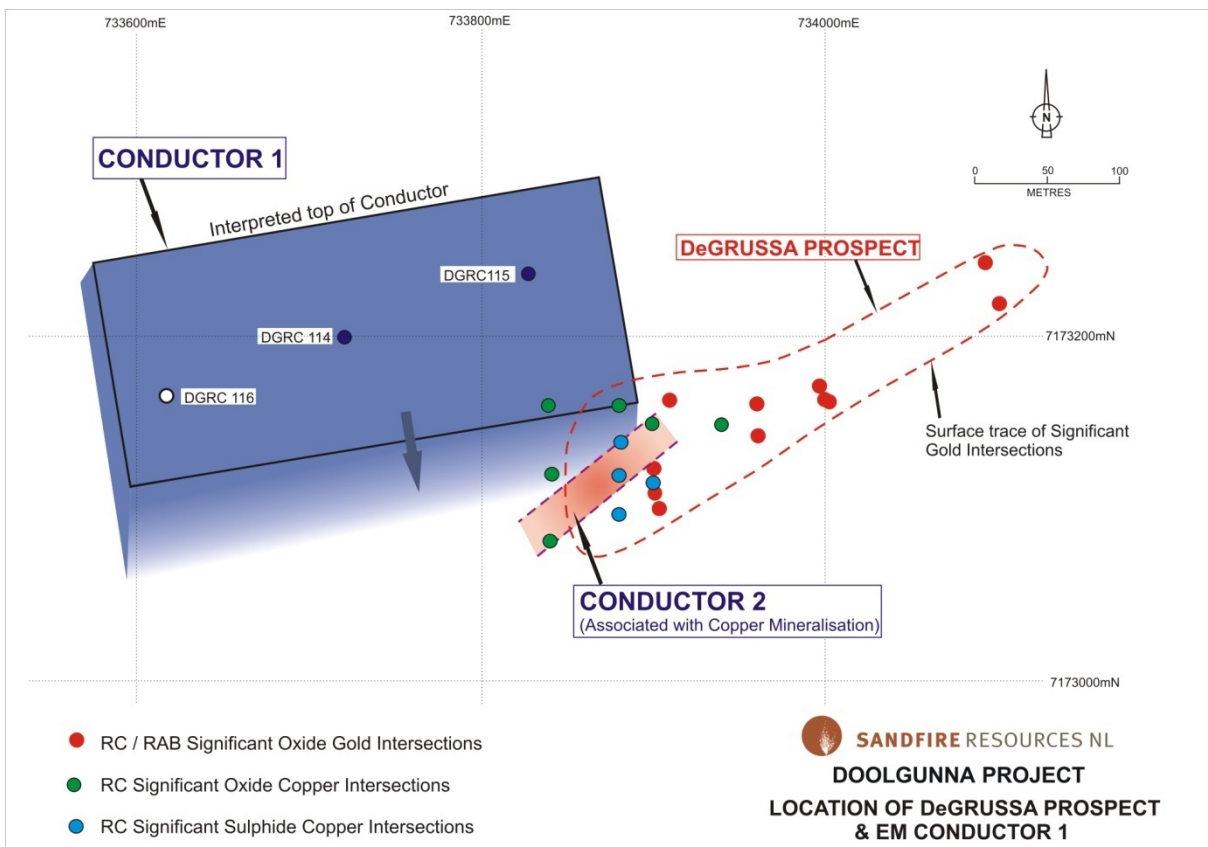 733600mE
733800mE
734000mE
CONDUCTOR 1
Interpreted top of Conductor
N
0 50 100
METRES
DeGRUSSA PROSPECT
DGRC115
DGRC 114
7173200mN
DGRC 116
Surface trace of Significant
Gold Intersections
CONDUCTOR 2
(Associated with Copper Mineralisation)
7173000mN
RC / RAB Significant Oxide Gold Intersections
RC Significant Oxide Copper Intersections
RC Significant Sulphide Copper Intersections
SANDFIRE RESOURCES NL
DOOLGUNNA PROJECT
LOCATION OF DeGRUSSA PROSPECT
& EM CONDUCTOR 1